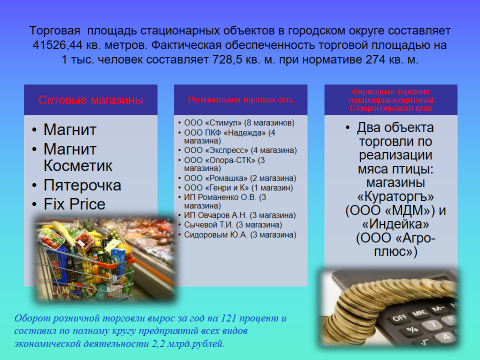 Торговая площадь стационарных объектов в городском округе составляет
41526,44 кв. метров. Фактическая обеспеченность торговой площадью на
1 тыс. человек составляет 728,5 кв. м. при нормативе 274 кв. м.
Сетевые магазины
• Магнит
• Магнит
Косметик
• Пятерочка
• Fix Price
Региональная торговая сеть
• ООО «Стимул» (8 магазинов)
• ООО ПКФ «Надежда» (4
магазина)
• ООО «Экспресс» (4 магазина)
• ООО «Опора-СТК» (3
магазина)
• ООО «Ромашка» (2 магазина)
• ООО «Генри и К» (1 магазин)
• ИП Романенко О.В. (3
магазина)
• ИП Овчаров А.Н. (3 магазина)
• Сычевой Т.И. (3 магазина)
• Сидоровым Ю.А. (3 магазина)
Фирменная торговля
товаропроизводителей
Ставропольского края
• Два объекта
торговли по
реализации
мяса птицы:
магазины
«Кураторгъ»
(ООО «МДМ») и
«Индейка»
(ООО «Агро-
плюс»)
Оборот розничной торговли вырос за год на 121 процент и
составил по полному кругу предприятий всех видов
экономической деятельности 2,2 млрд.рублей.